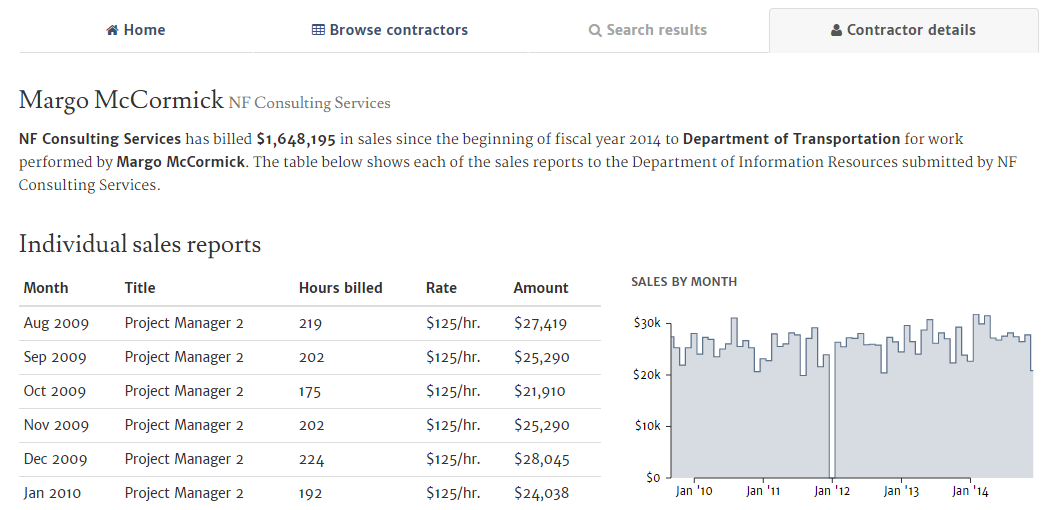 Home Browse contractors Search results Contractor details
Margo McCormick NF Consulting Services
NF Consulting Services has billed $1,648,195 in sales since the beginning of fiscal year 2014 to Department of Transportation for work
performed by Margo McCormick. The table below shows each of the sales reports to the Department of Information Resources submitted by NF
Consulting Services.
Individual sales reports
Month Title Hours billed Rate Amount
Aug 2009 Project Manager 2 219 $125/hr. $27,419
Sep 2009 Project Manager 2 202 $125/hr. $25,290
Oct 2009 Project Manager 2 175 $125/hr. $21,910
Nov 2009 Project Manager 2 202 $125/hr. $25,290
Dec 2009 Project Manager 2 224 $125/hr. $28,045
Jan 2010 Project Manager 2 192 $125/hr. $24,038
SALES BY MONTH
$30k
$20k
$10k
$0
Jan '10 Jan '11 Jan '12 Jan '13 Jan '14